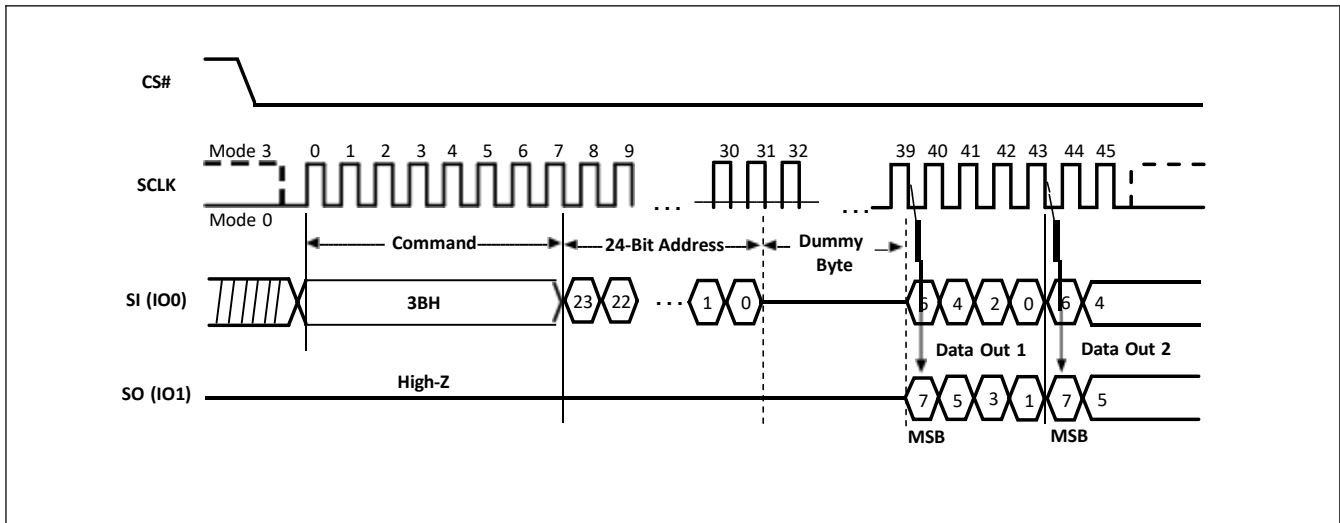 CS#
Mode 3 0 1 2 3 4 5 6 7 8 9 30 31 32 39 40 41 42 43 44 45
SCLK
Mode 0
... ...
Command 24-Bit Address Dummy
Byte
SI (IO0) 3BH 23 22 ... 1 0 6 4 2 0 6 4
Data Out 1 Data Out 2
High-Z
SO (IO1) 7 5 3 1 7 5
MSB MSB